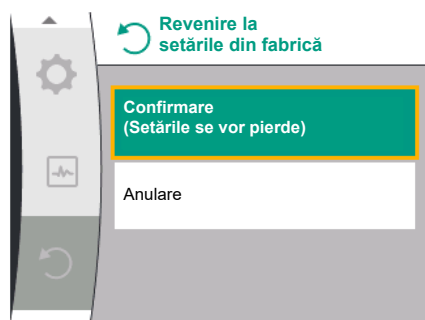 Revenire la
setările din fabrică
Confirmare
(Setările se vor pierde)
Anulare